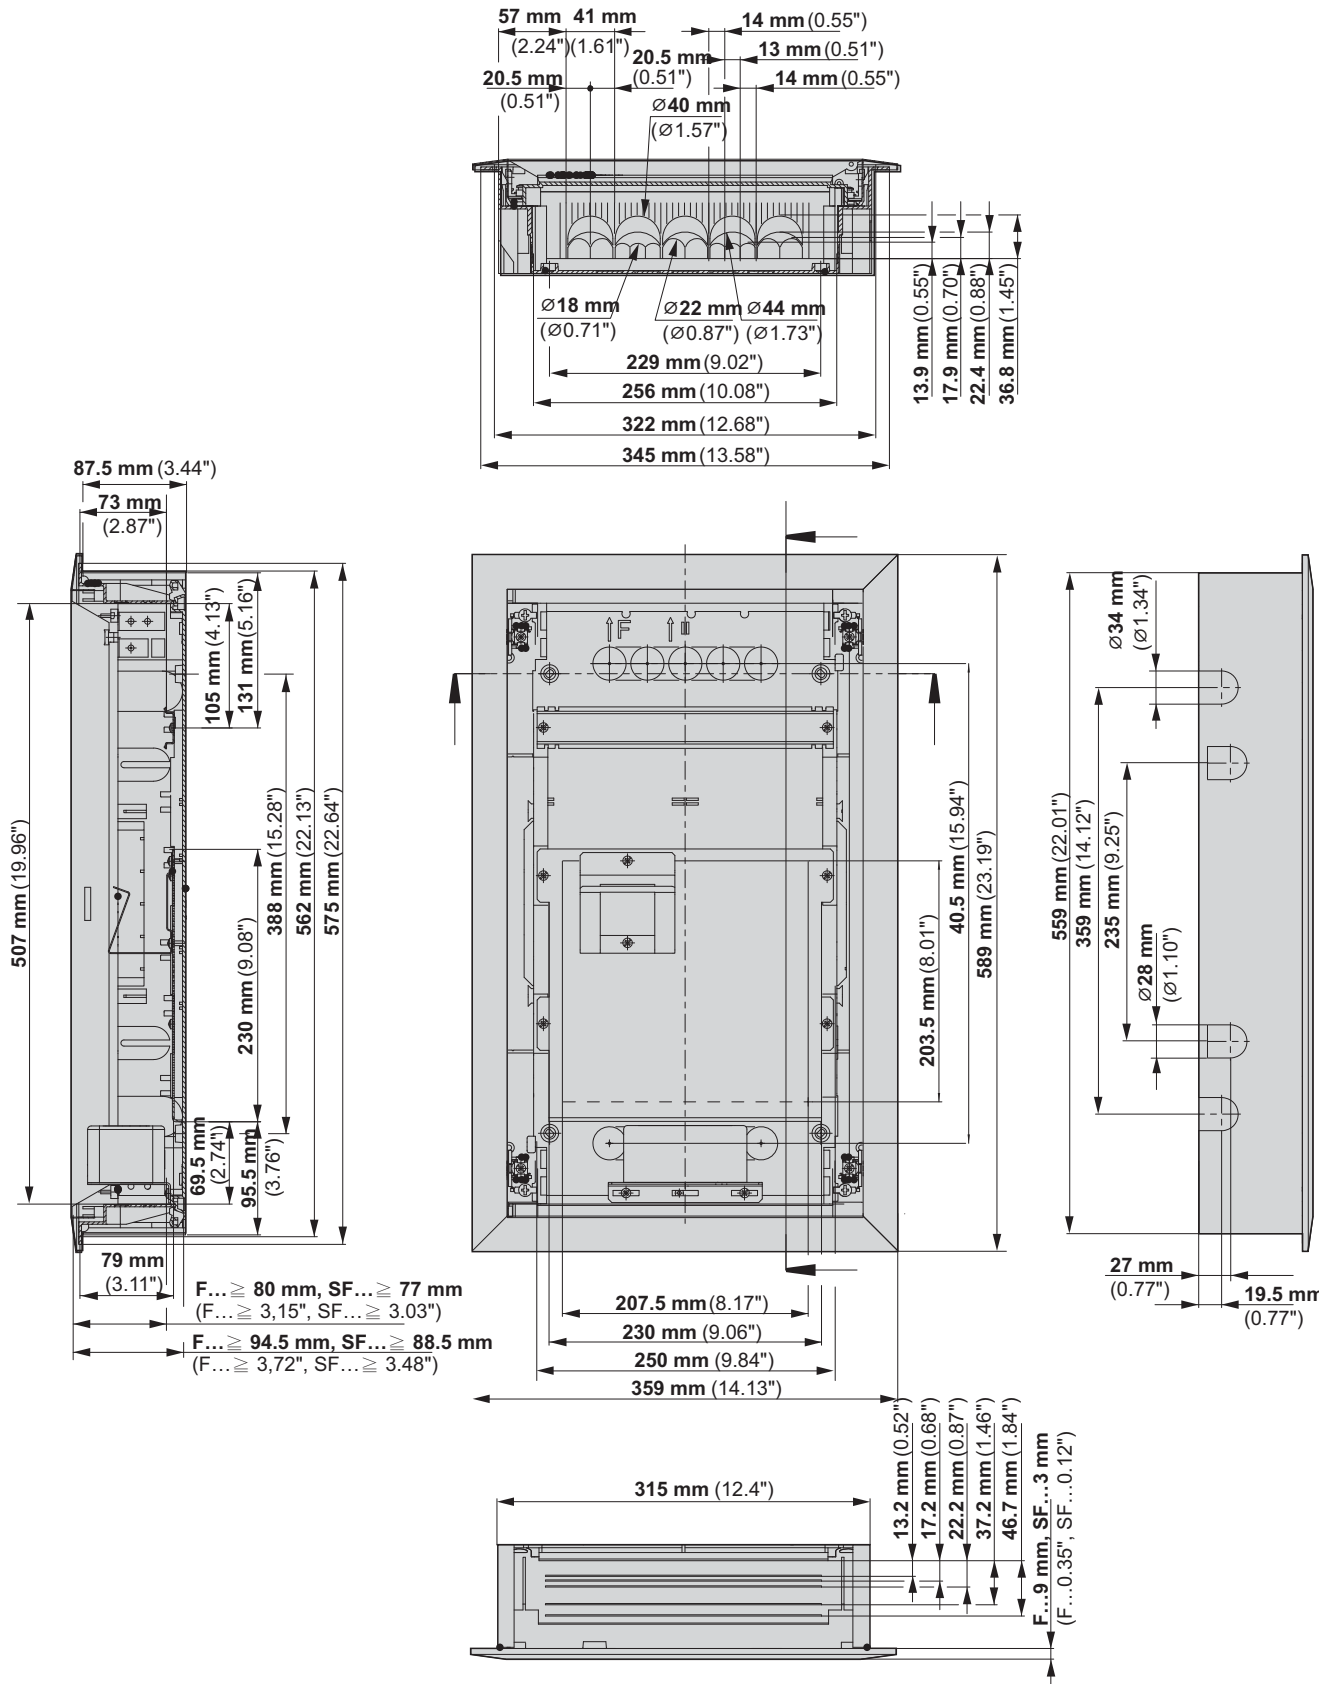 57 mm 41 mm 14 mm (0.55")
(2.24") (1.61") 20.5 mm 13 mm (0.51")
20.5 mm (0.51") 14 mm (0.55")
(0.51") ∅40 mm
(∅1.57")
∅18 mm ∅22 mm ∅44 mm
(∅0.71") (∅0.87") (∅1.73")
229 mm (9.02")
256 mm (10.08")
322 mm (12.68")
345 mm (13.58")
13.9 mm (0.55")
17.9 mm (0.70")
22.4 mm (0.88")
36.8 mm (1.45")
87.5 mm (3.44")
73 mm
(2.87")
507 mm (19.96")
105 mm (4.13")
131 mm (5.16")
388 mm (15.28")
562 mm (22.13")
575 mm (22.64")
230 mm (9.08")
69.5 mm
(2.74")
95.5 mm
(3.76")
79 mm
(3.11")
F...≧ 80 mm, SF...≧ 77 mm
(F...≧ 3,15", SF...≧ 3.03")
F...≧ 94.5 mm, SF...≧ 88.5 mm
(F...≧ 3,72", SF...≧ 3.48")
F
40.5 mm (15.94")
589 mm (23.19")
203.5 mm (8.01")
207.5 mm (8.17")
230 mm (9.06")
250 mm (9.84")
359 mm (14.13")
559 mm (22.01")
359 mm (14.12")
235 mm (9.25")
∅34 mm
(∅1.34")
∅28 mm
(∅1.10")
27 mm
(0.77")
19.5 mm
(0.77")
315 mm (12.4")
13.2 mm (0.52")
17.2 mm (0.68")
22.2 mm (0.87")
37.2 mm (1.46")
46.7 mm (1.84")
F...9 mm, SF...3 mm
(F...0.35", SF...0.12")